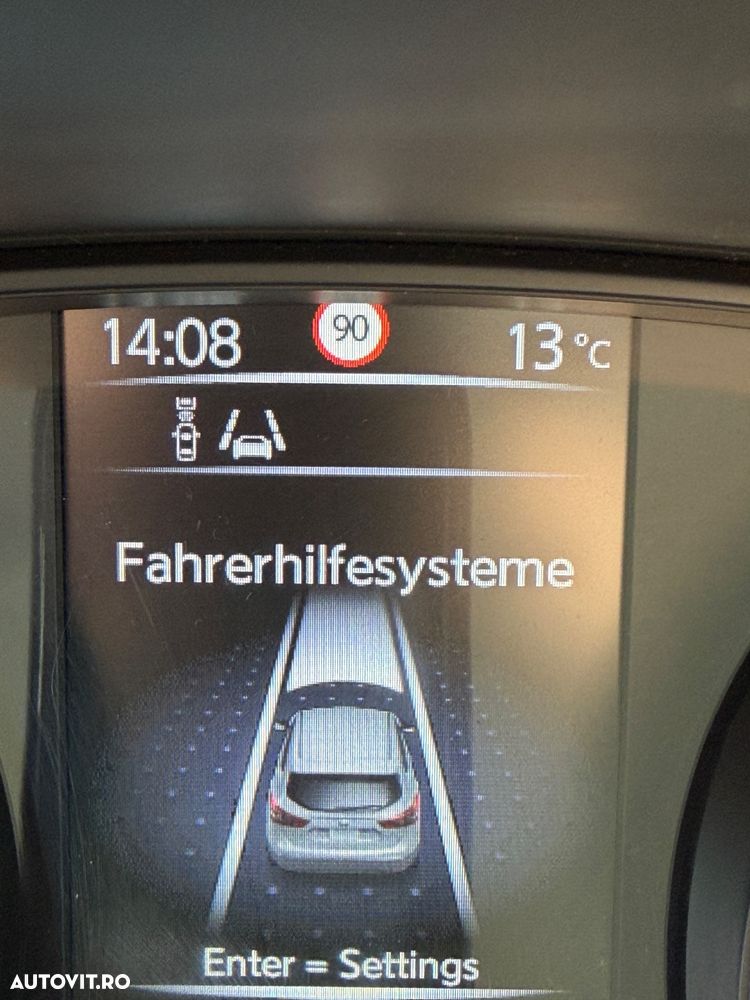 14:08 90 13 °C
Fahrerhilfesysteme
Enter = Settings
AUTOVIT.RO